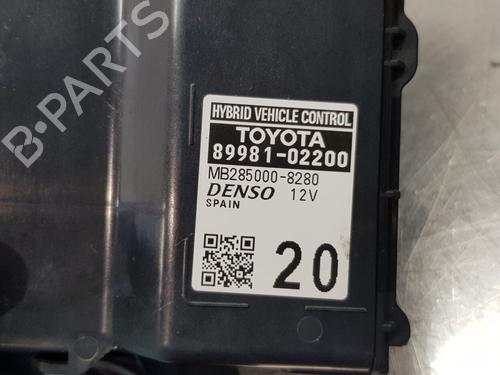 B-PARTS
HYBRID VEHICLE CONTROL
TOYOTA
89981-02200
MB285000-8280
DENSO 12V
SPAIN
20